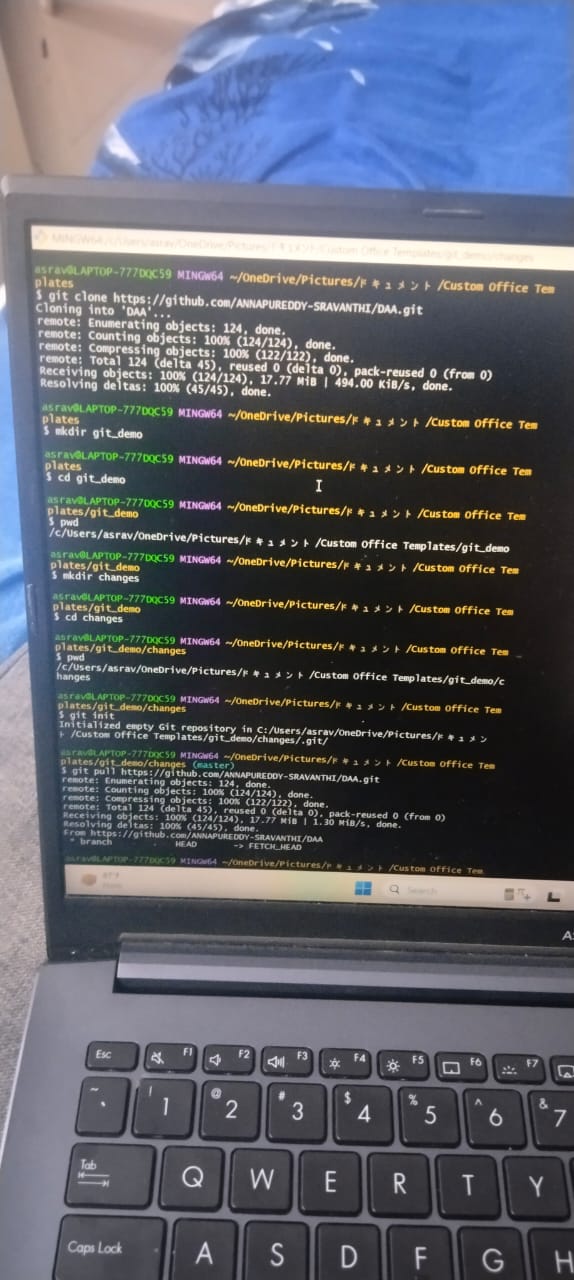 MINGW64:/c/Users/asrav/OneDrive/Pictures/ドキュメント/Custom Office Templates/git_demo/changes
asrav@LAPTOP-777DQC59 MINGW64 ~/OneDrive/Pictures/ドキュメント/Custom Office Tem
plates
$ git clone https://github.com/ANNAPUREDDY-SRAVANTHI/DAA.git
Cloning into 'DAA'...
remote: Enumerating objects: 124, done.
remote: Counting objects: 100% (124/124), done.
remote: Compressing objects: 100% (122/122), done.
remote: Total 124 (delta 45), reused 0 (delta 0), pack-reused 0 (from 0)
Receiving objects: 100% (124/124), 17.77 MiB | 494.00 KiB/s, done.
Resolving deltas: 100% (45/45), done.
asrav@LAPTOP-777DQC59 MINGW64 ~/OneDrive/Pictures/ドキュメント/Custom Office Tem
plates
$ mkdir git_demo
asrav@LAPTOP-777DQC59 MINGW64 ~/OneDrive/Pictures/ドキュメント/Custom Office Tem
plates
$ cd git_demo
asrav@LAPTOP-777DQC59 MINGW64 ~/OneDrive/Pictures/ドキュメント/Custom Office Tem
plates/git_demo
$ pwd
/c/Users/asrav/OneDrive/Pictures/ドキュメント/Custom Office Templates/git_demo
asrav@LAPTOP-777DQC59 MINGW64 ~/OneDrive/Pictures/ドキュメント/Custom Office Tem
plates/git_demo
$ mkdir changes
asrav@LAPTOP-777DQC59 MINGW64 ~/OneDrive/Pictures/ドキュメント/Custom Office Tem
plates/git_demo
$ cd changes
asrav@LAPTOP-777DQC59 MINGW64 ~/OneDrive/Pictures/ドキュメント/Custom Office Tem
plates/git_demo/changes
$ pwd
/c/Users/asrav/OneDrive/Pictures/ドキュメント/Custom Office Templates/git_demo/c
hanges
asrav@LAPTOP-777DQC59 MINGW64 ~/OneDrive/Pictures/ドキュメント/Custom Office Tem
plates/git_demo/changes
$ git init
Initialized empty Git repository in C:/Users/asrav/OneDrive/Pictures/ドキュメン
ト/Custom Office Templates/git_demo/changes/.git/
asrav@LAPTOP-777DQC59 MINGW64 ~/OneDrive/Pictures/ドキュメント/Custom Office Tem
plates/git_demo/changes (master)
$ git pull https://github.com/ANNAPUREDDY-SRAVANTHI/DAA.git
remote: Enumerating objects: 124, done.
remote: Counting objects: 100% (124/124), done.
remote: Compressing objects: 100% (122/122), done.
remote: Total 124 (delta 45), reused 0 (delta 0), pack-reused 0 (from 0)
Receiving objects: 100% (124/124), 17.77 MiB | 1.30 MiB/s, done.
Resolving deltas: 100% (45/45), done.
From https://github.com/ANNAPUREDDY-SRAVANTHI/DAA
* branch HEAD -> FETCH_HEAD
asrav@LAPTOP-777DQC59 MINGW64 ~/OneDrive/Pictures/ドキュメント/Custom Office Tem
Search
Esc F1 F2 F3 F4 F5 F6 F7
~ ` ! 1 @ 2 # 3 $ 4 % 5 ^ 6 & 7
Tab Q W E R T Y
Caps Lock A S D F G H